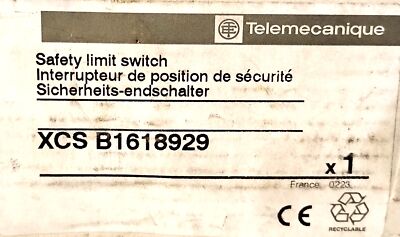 Telemecanique
Safety limit switch
Interrupteur de position de sécurité
Sicherheits-endschalter
XCS B1618929
x 1
France 0223
CE
RECYCLABLE